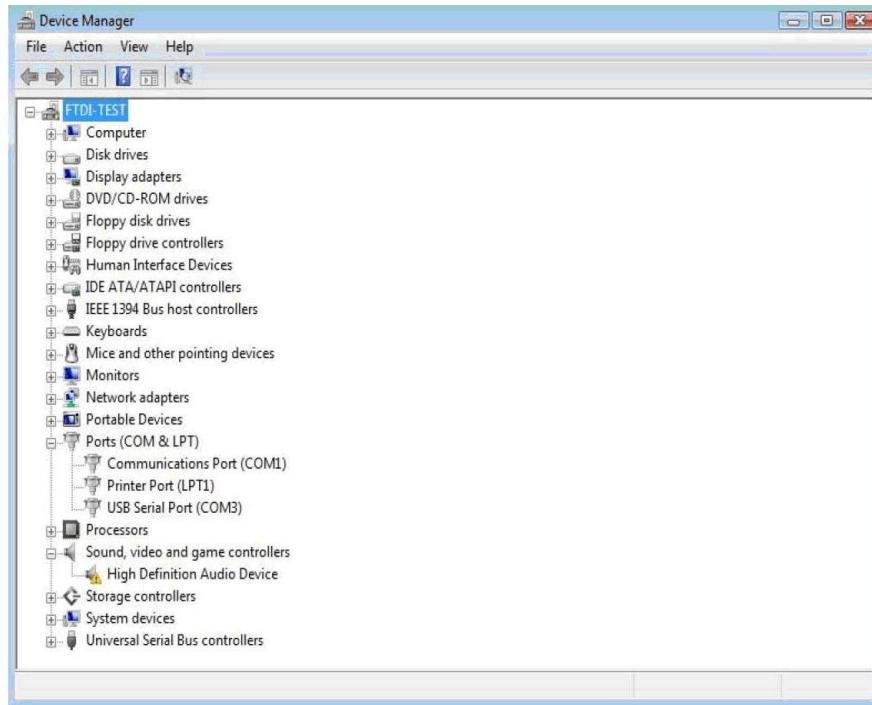 Device Manager
File Action View Help
FTDI-TEST
Computer
Disk drives
Display adapters
DVD/CD-ROM drives
Floppy disk drives
Floppy drive controllers
Human Interface Devices
IDE ATA/ATAPI controllers
IEEE 1394 Bus host controllers
Keyboards
Mice and other pointing devices
Monitors
Network adapters
Portable Devices
Ports (COM & LPT)
Communications Port (COM1)
Printer Port (LPT1)
USB Serial Port (COM3)
Processors
Sound, video and game controllers
High Definition Audio Device
Storage controllers
System devices
Universal Serial Bus controllers